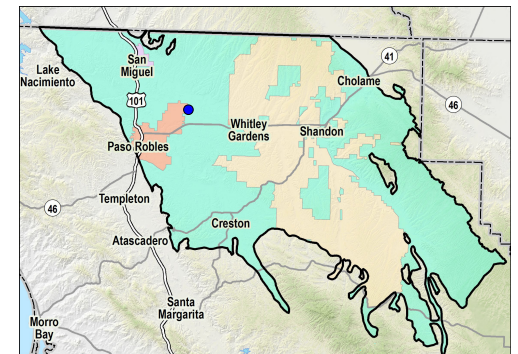 San
Miguel
Lake
Nacimiento
101
41
Cholame
46
Whitley
Gardens
Shandon
Paso Robles
46
Templeton
Creston
Atascadero
Santa
Margarita
Morro
Bay